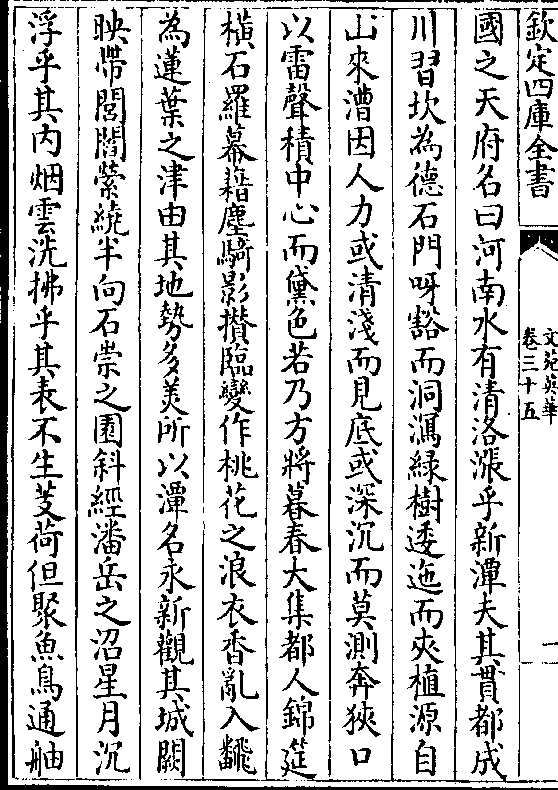 欽定四庫全書
文苑英華
卷三十五
一
國之天府名曰河南水有清洛漲乎新潭夫其貫都成
川習坎為德石門呀豁而洞瀉緑樹逶迤而夾植源自
山來漕因人力或清淺而見底或深沉而莫測奔狹口
以雷聲積中心而黛色若乃方將暮春大集都人錦筵
横石羅幕藉塵騎影攅臨變作桃花之浪衣香亂入飜
為蓮葉之津由其地勢多美所以潭名永新觀其城闕
映帶閭閻縈繞半向石崇之園斜經潘岳之沼星月沉
浮乎其内烟雲洗拂乎其表不生芰荷但聚魚鳥通舳